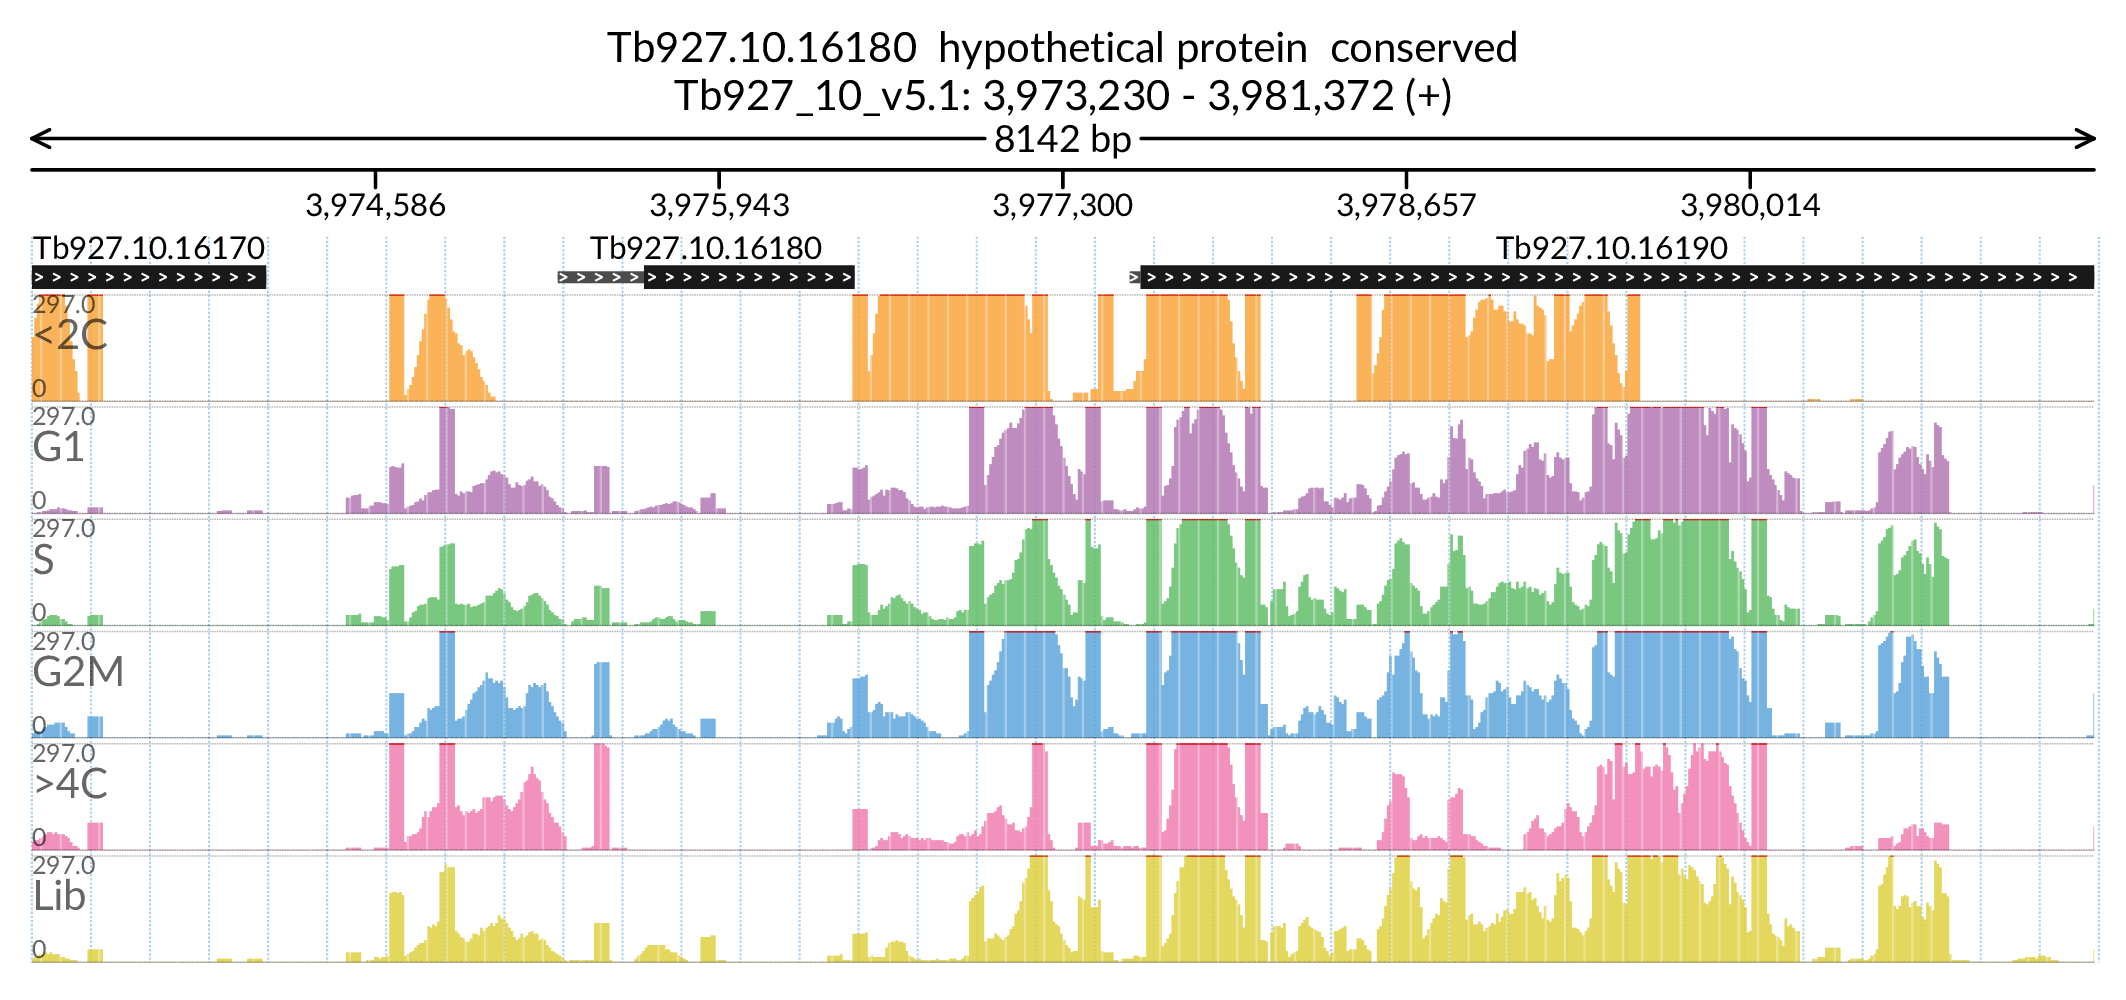 Tb927.10.16180  hypothetical protein  conserved
Tb927_10_v5.1: 3,973,230 - 3,981,372 (+)
8142 bp
3,974,586 3,975,943 3,977,300 3,978,657 3,980,014
Tb927.10.16170 Tb927.10.16180 Tb927.10.16190
297.0
<2C
0
297.0
G1
0
297.0
S
0
297.0
G2M
0
297.0
>4C
0
297.0
Lib
0